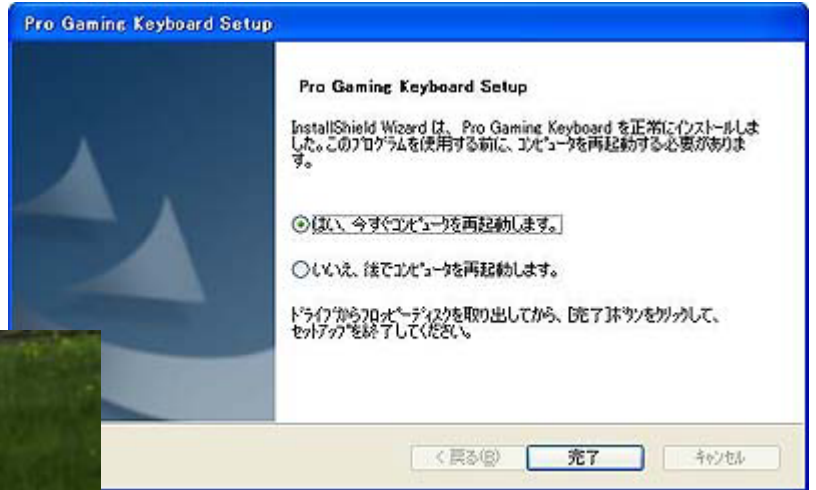 Pro Gaming Keyboard Setup
Pro Gaming Keyboard Setup
InstallShield Wizard は、Pro Gaming Keyboard を正常にインストールしま
した。このプログラムを使用する前に、コンピュータを再起動する必要がありま
す。
はい、今すぐコンピュータを再起動します。
いいえ、後でコンピュータを再起動します。
ドライブからフロッピーディスクを取り出してから、[完了]ボタンをクリックして、
セットアップを終了してください。
< 戻る(B) 完了 キャンセル